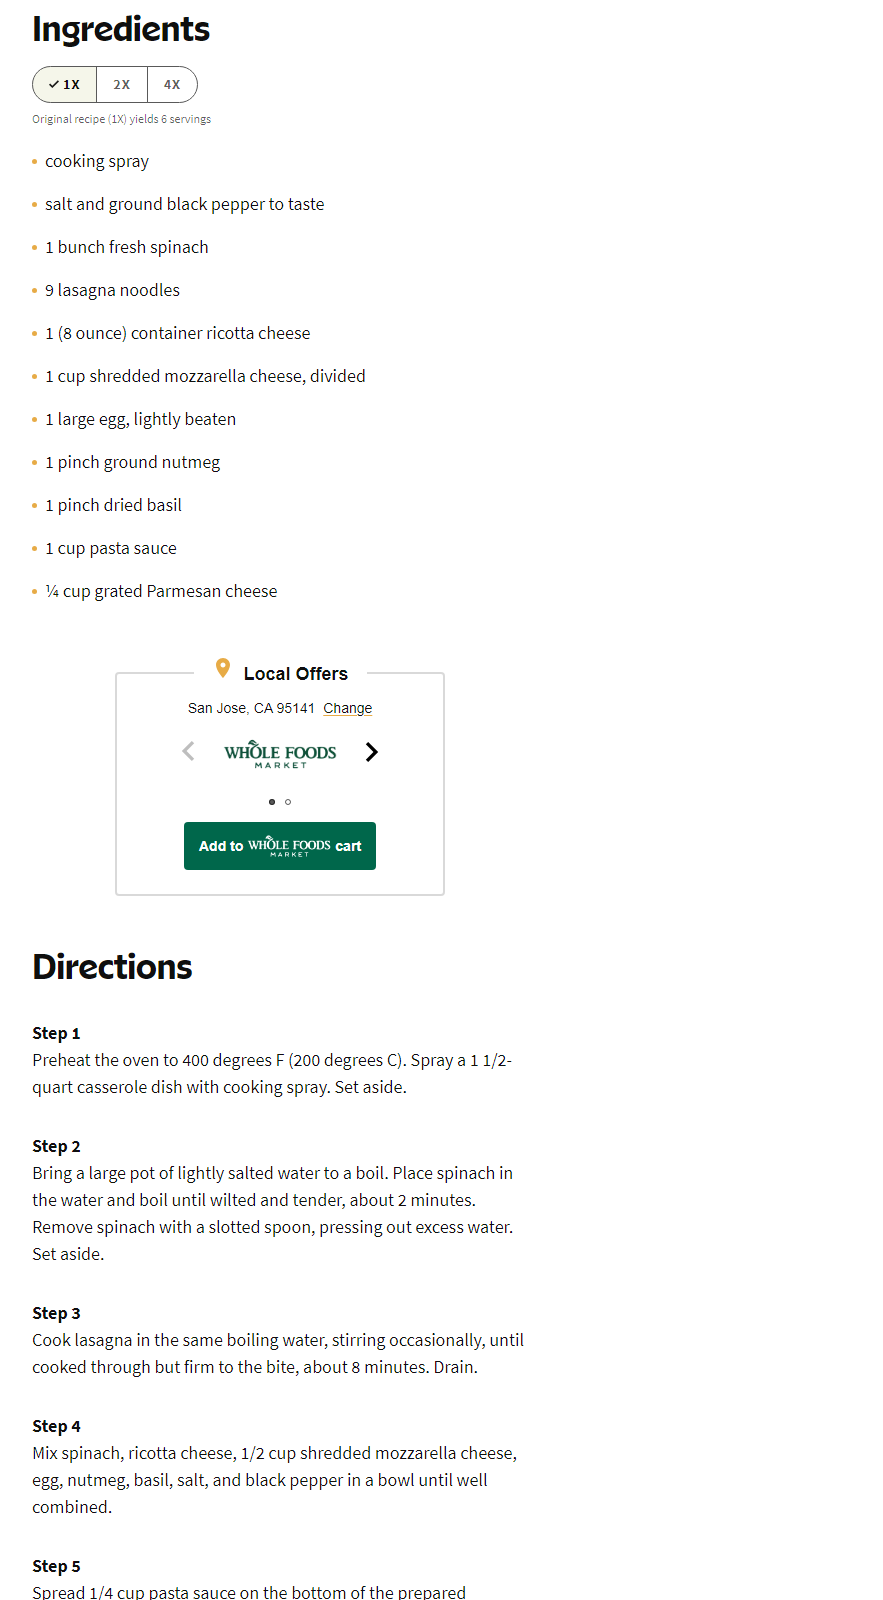 Ingredients
✓ 1X 2X 4X
Original recipe (1X) yields 6 servings
cooking spray
salt and ground black pepper to taste
1 bunch fresh spinach
9 lasagna noodles
1 (8 ounce) container ricotta cheese
1 cup shredded mozzarella cheese, divided
1 large egg, lightly beaten
1 pinch ground nutmeg
1 pinch dried basil
1 cup pasta sauce
¼ cup grated Parmesan cheese
Local Offers
San Jose, CA 95141 Change
WHOLE FOODS
MARKET
Add to WHOLE FOODS MARKET cart
Directions
Step 1
Preheat the oven to 400 degrees F (200 degrees C). Spray a 1 1/2-
quart casserole dish with cooking spray. Set aside.
Step 2
Bring a large pot of lightly salted water to a boil. Place spinach in
the water and boil until wilted and tender, about 2 minutes.
Remove spinach with a slotted spoon, pressing out excess water.
Set aside.
Step 3
Cook lasagna in the same boiling water, stirring occasionally, until
cooked through but firm to the bite, about 8 minutes. Drain.
Step 4
Mix spinach, ricotta cheese, 1/2 cup shredded mozzarella cheese,
egg, nutmeg, basil, salt, and black pepper in a bowl until well
combined.
Step 5
Spread 1/4 cup pasta sauce on the bottom of the prepared